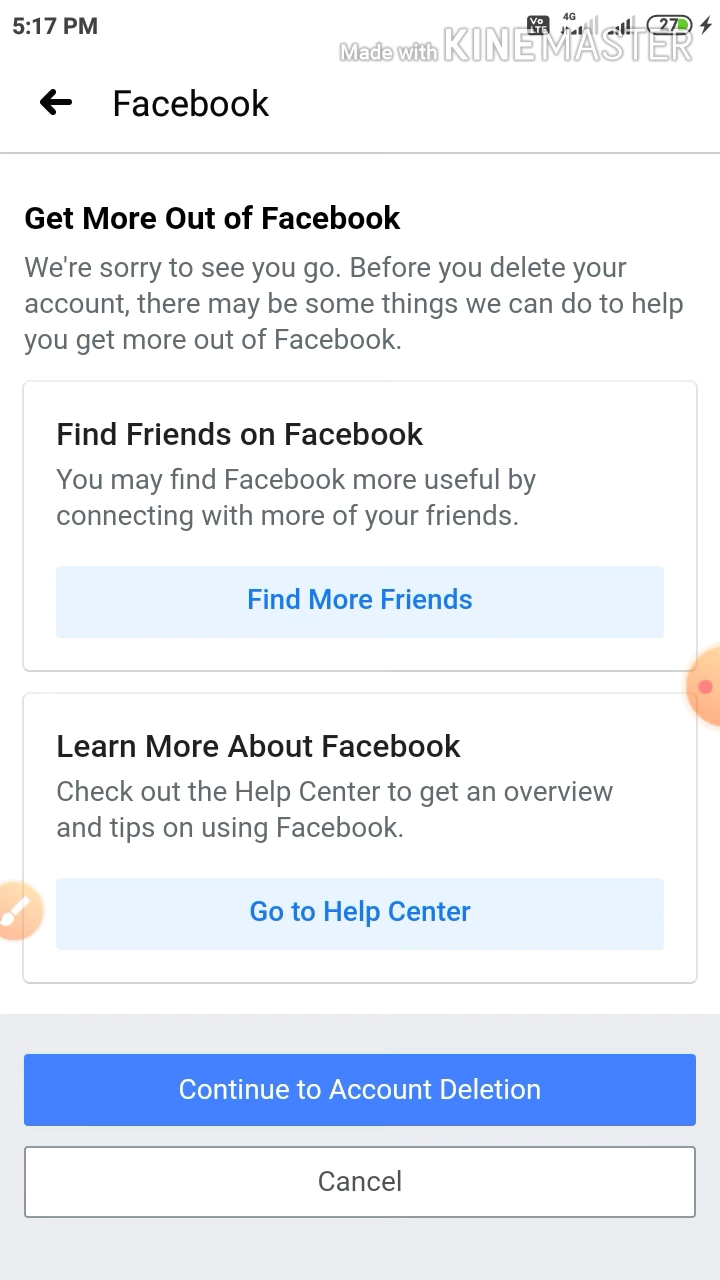 5:17 PM
Vo LTE 4G 27
Made with KINEMASTER
Facebook
Get More Out of Facebook
We're sorry to see you go. Before you delete your
account, there may be some things we can do to help
you get more out of Facebook.
Find Friends on Facebook
You may find Facebook more useful by
connecting with more of your friends.
Find More Friends
Learn More About Facebook
Check out the Help Center to get an overview
and tips on using Facebook.
Go to Help Center
Continue to Account Deletion
Cancel